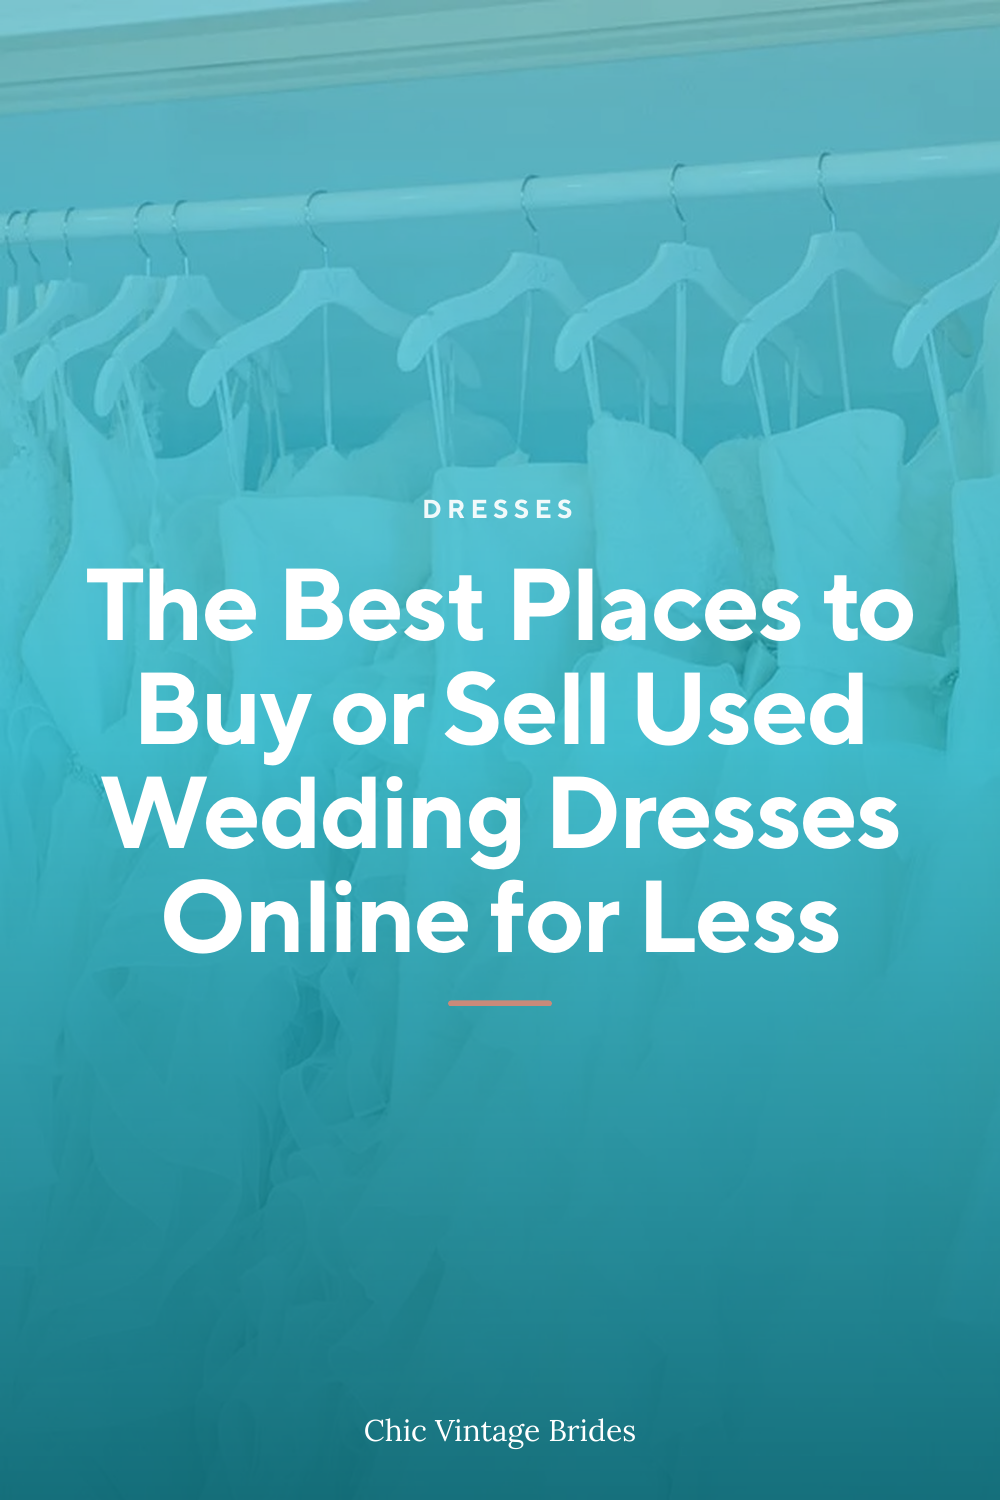 DRESSES
The Best Places to
Buy or Sell Used
Wedding Dresses
Online for Less
Chic Vintage Brides